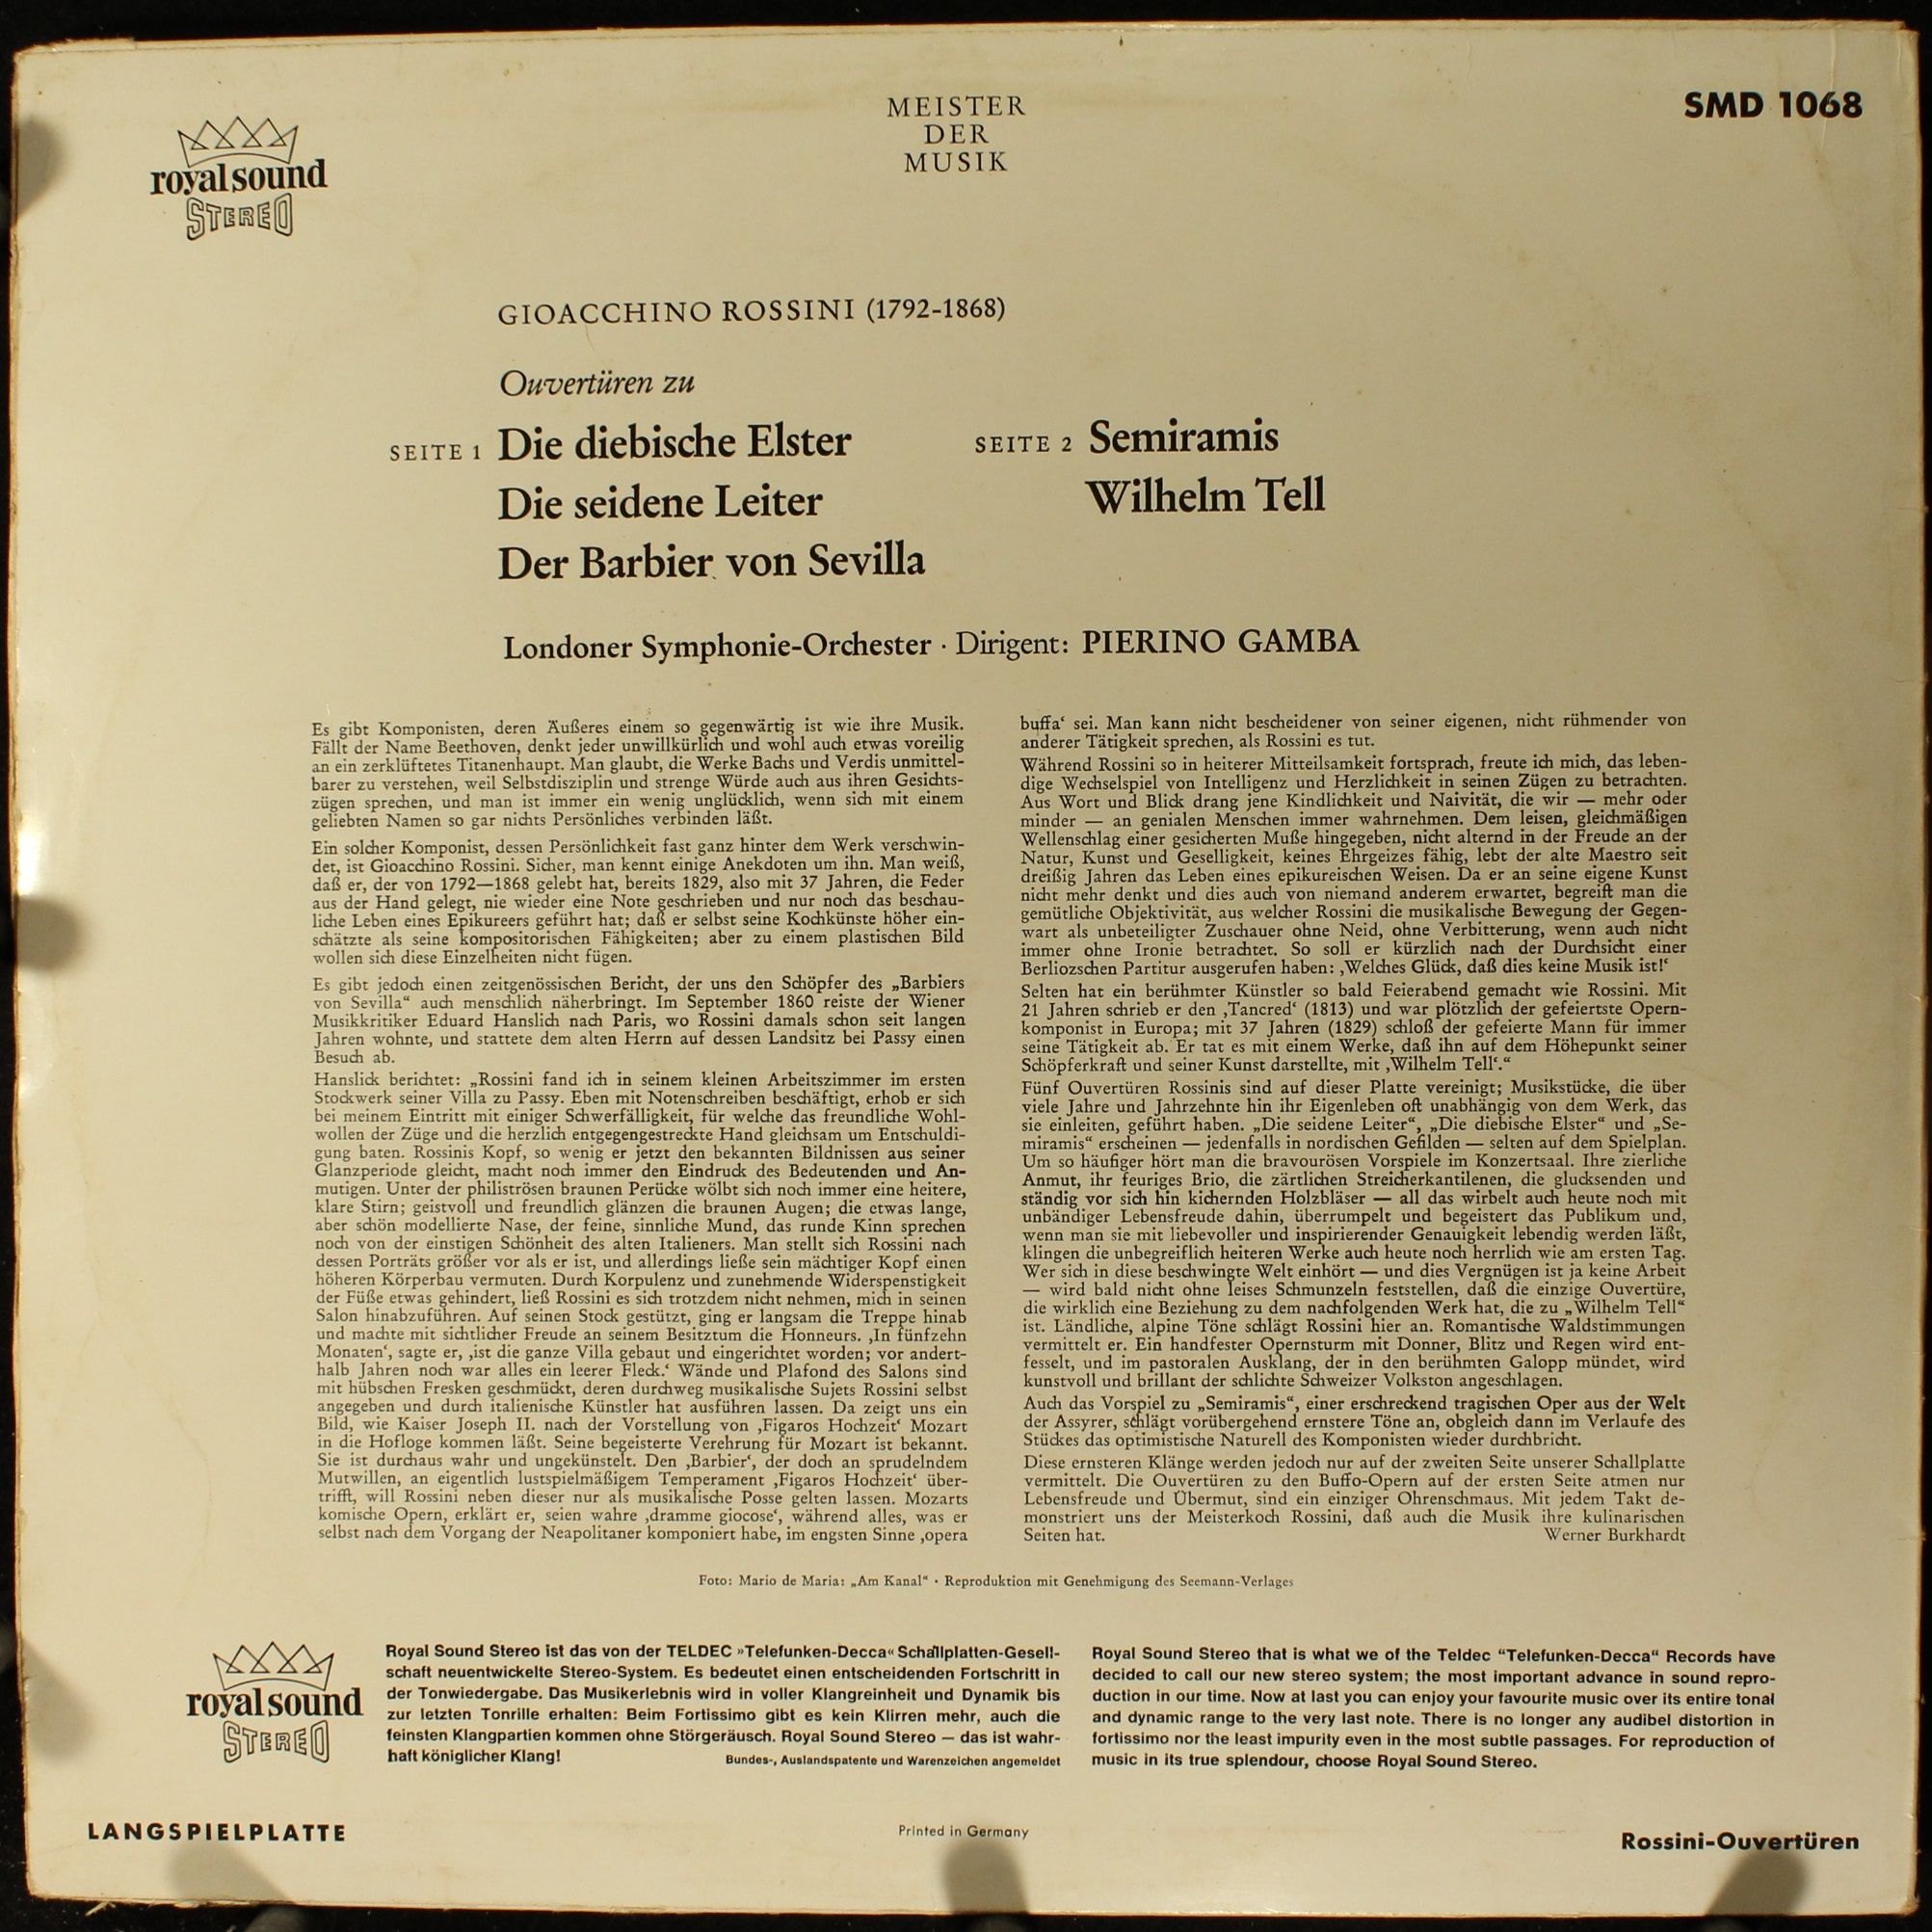 royal sound
STEREO
MEISTER
DER
MUSIK
SMD 1068
GIOACCHINO ROSSINI (1792-1868)
Ouvertüren zu
SEITE 1 Die diebische Elster
Die seidene Leiter
Der Barbier von Sevilla
SEITE 2 Semiramis
Wilhelm Tell
Londoner Symphonie-Orchester · Dirigent: PIERINO GAMBA
Es gibt Komponisten, deren Äußeres einem so gegenwärtig ist wie ihre Musik.
Fällt der Name Beethoven, denkt jeder unwillkürlich und wohl auch etwas voreilig
an ein zerklüftetes Titanenhaupt. Man glaubt, die Werke Bachs und Verdis unmittel-
barer zu verstehen, weil Selbstdisziplin und strenge Würde auch aus ihren Gesichts-
zügen sprechen, und man ist immer ein wenig unglücklich, wenn sich mit einem
geliebten Namen so gar nichts Persönliches verbinden läßt.
Ein solcher Komponist, dessen Persönlichkeit fast ganz hinter dem Werk verschwin-
det, ist Gioacchino Rossini. Sicher, man kennt einige Anekdoten um ihn. Man weiß,
daß er, der von 1792—1868 gelebt hat, bereits 1829, also mit 37 Jahren, die Feder
aus der Hand gelegt, nie wieder eine Note geschrieben und nur noch das beschau-
liche Leben eines Epikureers geführt hat; daß er selbst seine Kochkünste höher ein-
schätzte als seine kompositorischen Fähigkeiten; aber zu einem plastischen Bild
wollen sich diese Einzelheiten nicht fügen.
Es gibt jedoch einen zeitgenössischen Bericht, der uns den Schöpfer des „Barbiers
von Sevilla“ auch menschlich näherbringt. Im September 1860 reiste der Wiener
Musikkritiker Eduard Hanslich nach Paris, wo Rossini damals schon seit langen
Jahren wohnte, und stattete dem alten Herrn auf dessen Landsitz bei Passy einen
Besuch ab.
Hanslick berichtet: „Rossini fand ich in seinem kleinen Arbeitszimmer im ersten
Stockwerk seiner Villa zu Passy. Eben mit Notenschreiben beschäftigt, erhob er sich
bei meinem Eintritt mit einiger Schwerfälligkeit, für welche das freundliche Wohl-
wollen der Züge und die herzlich entgegengestreckte Hand gleichsam um Entschuldi-
gung baten. Rossinis Kopf, so wenig er jetzt den bekannten Bildnissen aus seiner
Glanzperiode gleicht, macht noch immer den Eindruck des Bedeutenden und An-
mutigen. Unter der philiströsen braunen Perücke wölbt sich noch immer eine heitere,
klare Stirn; geistvoll und freundlich glänzen die braunen Augen; die etwas lange,
aber schön modellierte Nase, der feine, sinnliche Mund, das runde Kinn sprechen
noch von der einstigen Schönheit des alten Italieners. Man stellt sich Rossini nach
dessen Porträts größer vor als er ist, und allerdings ließe sein mächtiger Kopf einen
höheren Körperbau vermuten. Durch Korpulenz und zunehmende Widerspenstigkeit
der Füße etwas gehindert, ließ Rossini es sich trotzdem nicht nehmen, mich in seinen
Salon hinabzuführen. Auf seinen Stock gestützt, ging er langsam die Treppe hinab
und machte mit sichtlicher Freude an seinem Besitztum die Honneurs. ‚In fünfzehn
Monaten‘, sagte er, ‚ist die ganze Villa gebaut und eingerichtet worden; vor andert-
halb Jahren noch war alles ein leerer Fleck.‘ Wände und Plafond des Salons sind
mit hübschen Fresken geschmückt, deren durchweg musikalische Sujets Rossini selbst
angegeben und durch italienische Künstler hat ausführen lassen. Da zeigt uns ein
Bild, wie Kaiser Joseph II. nach der Vorstellung von ‚Figaros Hochzeit‘ Mozart
in die Hofloge kommen läßt. Seine begeisterte Verehrung für Mozart ist bekannt.
Sie ist durchaus wahr und ungekünstelt. Den ‚Barbier‘, der doch an sprudelndem
Mutwillen, an eigentlich lustspielmäßigem Temperament ‚Figaros Hochzeit‘ über-
trifft, will Rossini neben dieser nur als musikalische Posse gelten lassen. Mozarts
komische Opern, erklärt er, seien wahre ‚dramme giocose‘, während alles, was er
selbst nach dem Vorgang der Neapolitaner komponiert habe, im engsten Sinne ‚opera
buffa‘ sei. Man kann nicht bescheidener von seiner eigenen, nicht rühmender von
anderer Tätigkeit sprechen, als Rossini es tut.
Während Rossini so in heiterer Mitteilsamkeit fortsprach, freute ich mich, das leben-
dige Wechselspiel von Intelligenz und Herzlichkeit in seinen Zügen zu betrachten.
Aus Wort und Blick drang jene Kindlichkeit und Naivität, die wir — mehr oder
minder — an genialen Menschen immer wahrnehmen. Dem leisen, gleichmäßigen
Wellenschlag einer gesicherten Muße hingegeben, nicht alternd in der Freude an der
Natur, Kunst und Geselligkeit, keines Ehrgeizes fähig, lebt der alte Maestro seit
dreißig Jahren das Leben eines epikureischen Weisen. Da er an seine eigene Kunst
nicht mehr denkt und dies auch von niemand anderem erwartet, begreift man die
gemütliche Objektivität, aus welcher Rossini die musikalische Bewegung der Gegen-
wart als unbeteiligter Zuschauer ohne Neid, ohne Verbitterung, wenn auch nicht
immer ohne Ironie betrachtet. So soll er kürzlich nach der Durchsicht einer
Berliozschen Partitur ausgerufen haben: ‚Welches Glück, daß dies keine Musik ist!‘
Selten hat ein berühmter Künstler so bald Feierabend gemacht wie Rossini. Mit
21 Jahren schrieb er den ‚Tancred‘ (1813) und war plötzlich der gefeiertste Opern-
komponist in Europa; mit 37 Jahren (1829) schloß der gefeierte Mann für immer
seine Tätigkeit ab. Er tat es mit einem Werke, daß ihn auf dem Höhepunkt seiner
Schöpferkraft und seiner Kunst darstellte, mit ‚Wilhelm Tell‘.“
Fünf Ouvertüren Rossinis sind auf dieser Platte vereinigt; Musikstücke, die über
viele Jahre und Jahrzehnte hin ihr Eigenleben oft unabhängig von dem Werk, das
sie einleiten, geführt haben. „Die seidene Leiter“, „Die diebische Elster“ und „Se-
miramis“ erscheinen — jedenfalls in nordischen Gefilden — selten auf dem Spielplan.
Um so häufiger hört man die bravourösen Vorspiele im Konzertsaal. Ihre zierliche
Anmut, ihr feuriges Brio, die zärtlichen Streicherkantilenen, die glucksenden und
ständig vor sich hin kichernden Holzbläser — all das wirbelt auch heute noch mit
unbändiger Lebensfreude dahin, überrumpelt und begeistert das Publikum und,
wenn man sie mit liebevoller und inspirierender Genauigkeit lebendig werden läßt,
klingen die unbegreiflich heiteren Werke auch heute noch herrlich wie am ersten Tag.
Wer sich in diese beschwingte Welt einhört — und dies Vergnügen ist ja keine Arbeit
— wird bald nicht ohne leises Schmunzeln feststellen, daß die einzige Ouvertüre,
die wirklich eine Beziehung zu dem nachfolgenden Werk hat, die zu „Wilhelm Tell“
ist. Ländliche, alpine Töne schlägt Rossini hier an. Romantische Waldstimmungen
vermittelt er. Ein handfester Opernsturm mit Donner, Blitz und Regen wird ent-
fesselt, und im pastoralen Ausklang, der in den berühmten Galopp mündet, wird
kunstvoll und brillant der schlichte Schweizer Volkston angeschlagen.
Auch das Vorspiel zu „Semiramis“, einer erschreckend tragischen Oper aus der Welt
der Assyrer, schlägt vorübergehend ernstere Töne an, obgleich dann im Verlaufe des
Stückes das optimistische Naturell des Komponisten wieder durchbricht.
Diese ernsteren Klänge werden jedoch nur auf der zweiten Seite unserer Schallplatte
vermittelt. Die Ouvertüren zu den Buffo-Opern auf der ersten Seite atmen nur
Lebensfreude und Übermut, sind ein einziger Ohrenschmaus. Mit jedem Takt de-
monstriert uns der Meisterkoch Rossini, daß auch die Musik ihre kulinarischen
Seiten hat. Werner Burkhardt
Foto: Mario de Maria: „Am Kanal“ · Reproduktion mit Genehmigung des Seemann-Verlages
royal sound
STEREO
Royal Sound Stereo ist das von der TELDEC »Telefunken-Decca« Schallplatten-Gesell-
schaft neuentwickelte Stereo-System. Es bedeutet einen entscheidenden Fortschritt in
der Tonwiedergabe. Das Musikerlebnis wird in voller Klangreinheit und Dynamik bis
zur letzten Tonrille erhalten: Beim Fortissimo gibt es kein Klirren mehr, auch die
feinsten Klangpartien kommen ohne Störgeräusch. Royal Sound Stereo — das ist wahr-
haft königlicher Klang! Bundes-, Auslandspatente und Warenzeichen angemeldet
Royal Sound Stereo that is what we of the Teldec “Telefunken-Decca“ Records have
decided to call our new stereo system; the most important advance in sound repro-
duction in our time. Now at last you can enjoy your favourite music over its entire tonal
and dynamic range to the very last note. There is no longer any audibel distortion in
fortissimo nor the least impurity even in the most subtle passages. For reproduction of
music in its true splendour, choose Royal Sound Stereo.
LANGSPIELPLATTE
Printed in Germany
Rossini-Ouvertüren